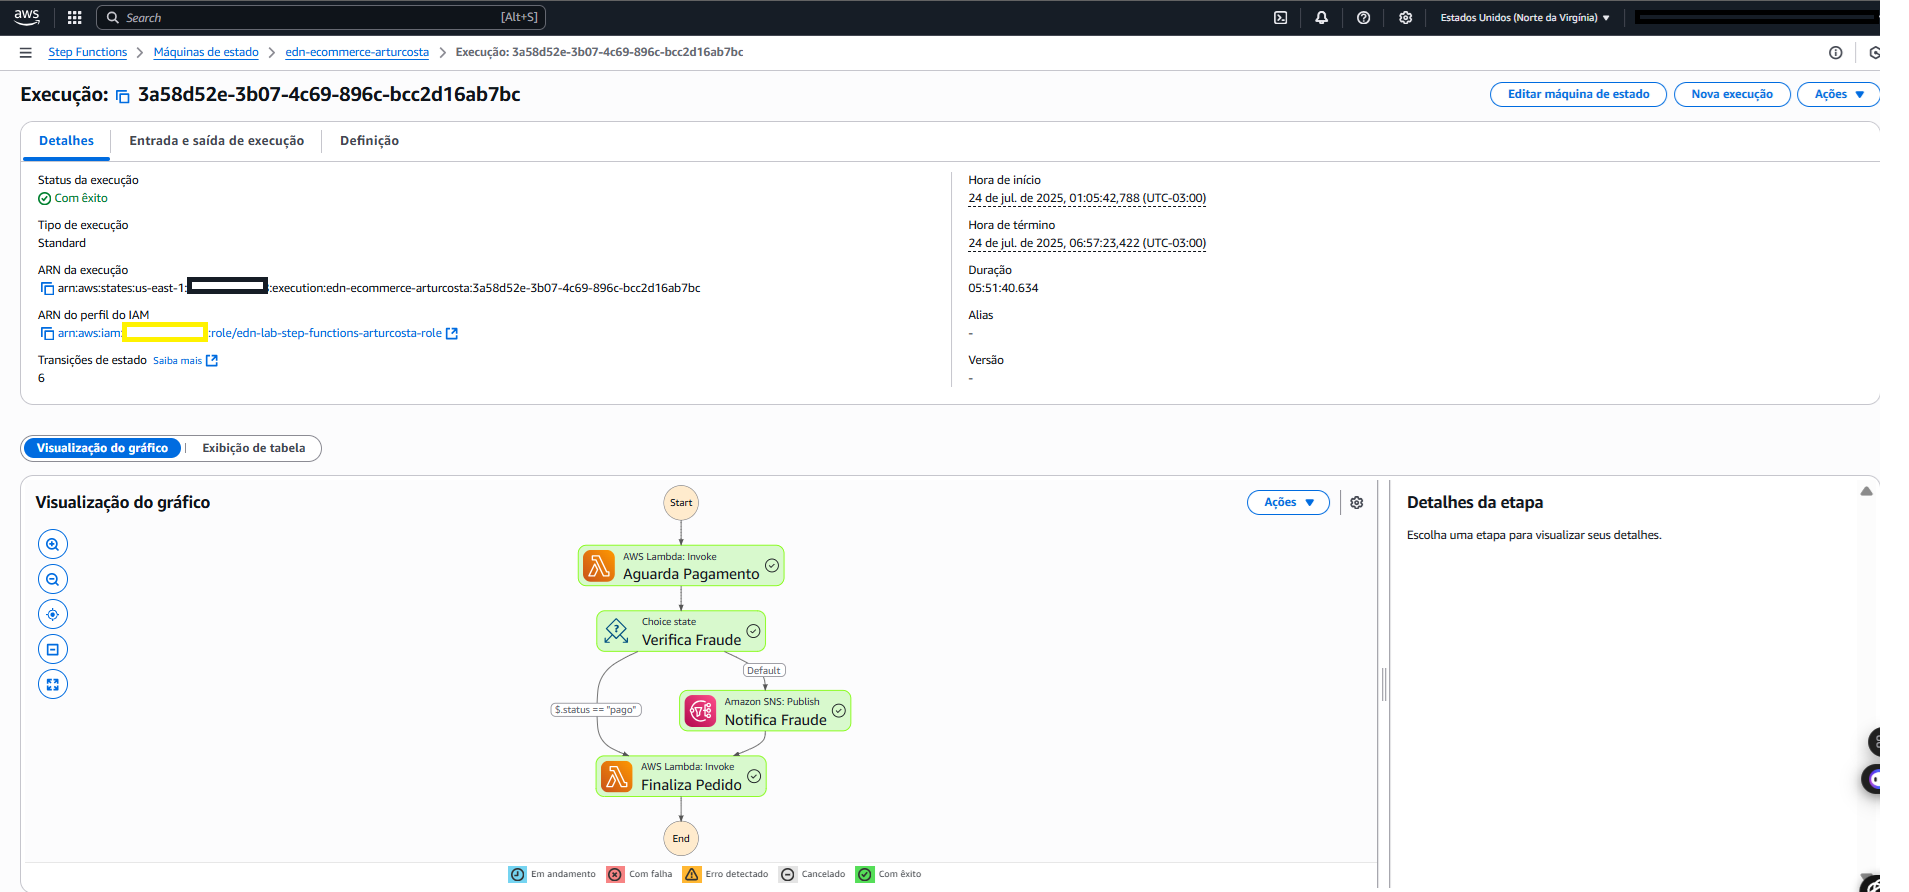 aws
Search
[Alt+S]
Estados Unidos (Norte da Virgínia)
Step Functions
Máquinas de estado
edn-ecommerce-arturcosta
Execução: 3a58d52e-3b07-4c69-896c-bcc2d16ab7bc
Execução: 3a58d52e-3b07-4c69-896c-bcc2d16ab7bc
Editar máquina de estado
Nova execução
Ações
Detalhes
Entrada e saída de execução
Definição
Status da execução
Com êxito
Tipo de execução
Standard
ARN da execução
arn:aws:states:us-east-1: :execution:edn-ecommerce-arturcosta:3a58d52e-3b07-4c69-896c-bcc2d16ab7bc
ARN do perfil do IAM
arn:aws:iam: :role/edn-lab-step-functions-arturcosta-role
Transições de estado Saiba mais
6
Hora de início
24 de jul. de 2025, 01:05:42,788 (UTC-03:00)
Hora de término
24 de jul. de 2025, 06:57:23,422 (UTC-03:00)
Duração
05:51:40.634
Alias
-
Versão
-
Visualização do gráfico
Exibição de tabela
Visualização do gráfico
Ações
Start
AWS Lambda: Invoke
Aguarda Pagamento
Choice state
Verifica Fraude
Default
$.status == "pago"
Amazon SNS: Publish
Notifica Fraude
AWS Lambda: Invoke
Finaliza Pedido
End
Em andamento
Com falha
Erro detectado
Cancelado
Com êxito
Detalhes da etapa
Escolha uma etapa para visualizar seus detalhes.